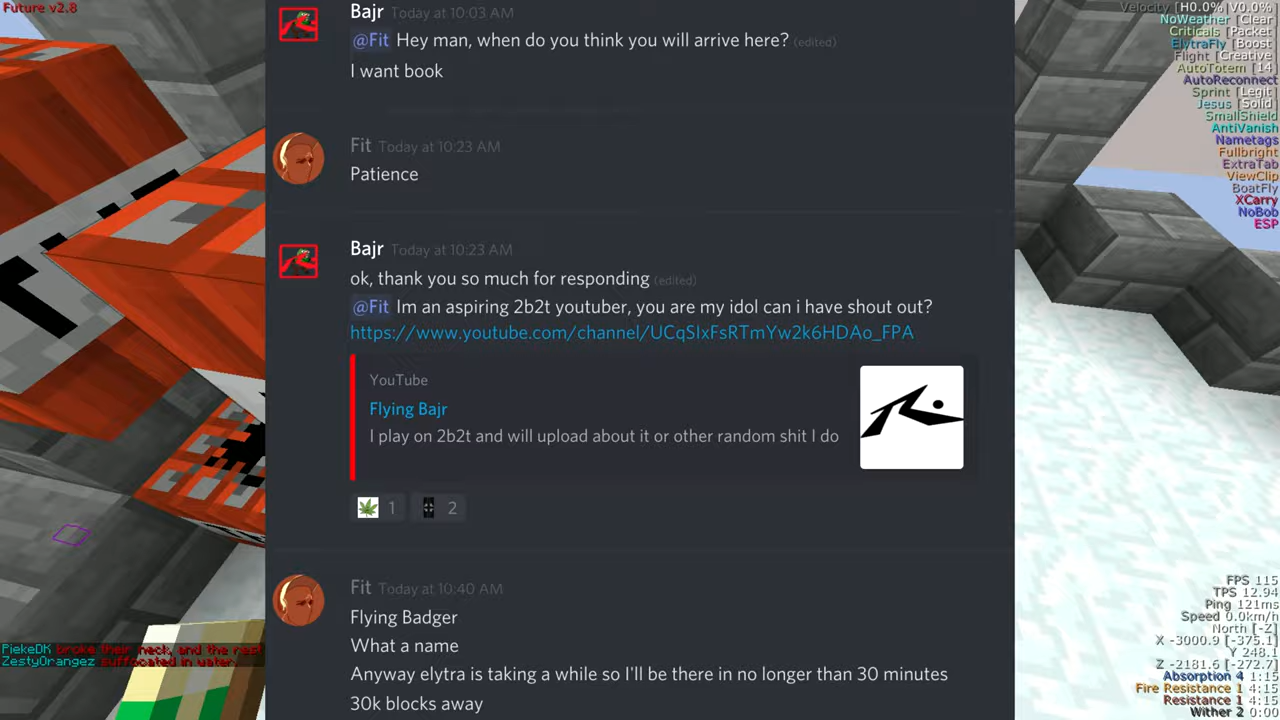 Future v2.8
Bajr Today at 10:03 AM
@Fit Hey man, when do you think you will arrive here? (edited)
I want book
Fit Today at 10:23 AM
Patience
Bajr Today at 10:23 AM
ok, thank you so much for responding (edited)
@Fit Im an aspiring 2b2t youtuber, you are my idol can i have shout out?
https://www.youtube.com/channel/UCqSlxFsRTmYw2k6HDAo_FPA
YouTube
Flying Bajr
I play on 2b2t and will upload about it or other random shit I do
1 2
Fit Today at 10:40 AM
Flying Badger
What a name
Anyway elytra is taking a while so I'll be there in no longer than 30 minutes
30k blocks away
PiekeDK broke their neck, and the rest
ZestyOrangez suffocated in water.
Velocity [H0.0% |V0.0%]
NoWeather [Clear
Criticals [Packet
ElytraFly [Boost
Flight [Creative
AutoTotem [14
AutoReconnect
Sprint [Legit
Jesus [Solid
SmallShield
AntiVanish
Nametags
Fullbright
ExtraTab
ViewClip
BoatFly
XCarry
NoBob
ESP
FPS 115
TPS 12.94
Ping 121ms
Speed 0.0km/h
North [-Z]
X -3000.9 [-375.1]
Y 248.1
Z -2181.6 [-272.7]
Absorption 4 1:15
Fire Resistance 1 4:15
Resistance 1 4:15
Wither 2 0:00